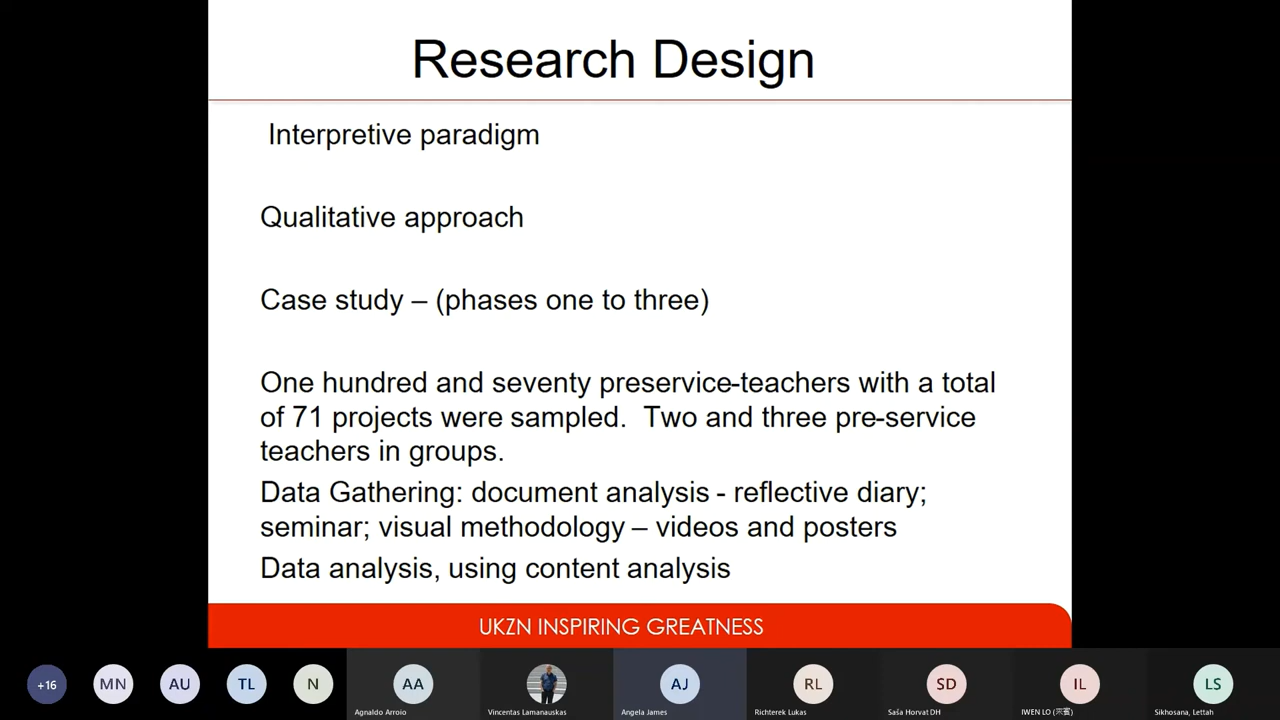 Research Design
Interpretive paradigm
Qualitative approach
Case study – (phases one to three)
One hundred and seventy preservice-teachers with a total
of 71 projects were sampled.  Two and three pre-service
teachers in groups.
Data Gathering: document analysis - reflective diary;
seminar; visual methodology – videos and posters
Data analysis, using content analysis
UKZN INSPIRING GREATNESS
+16 MN AU TL N AA AJ RL SD IL LS
Agnaldo Arroio Vincentas Lamanauskas Angela James Richterek Lukas Saša Horvat DH IWEN LO (宗賓) Sikhosana, Lettah